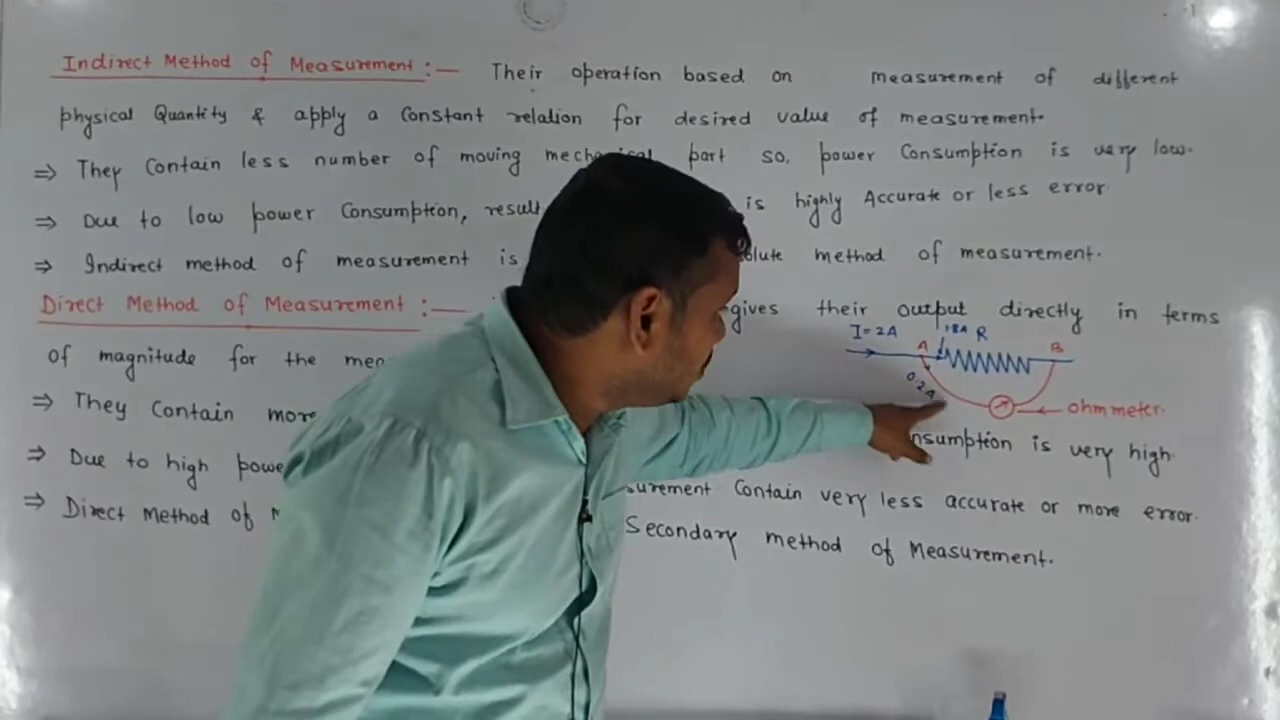 Indirect Method of Measurement :— Their operation based on measurement of different
physical Quantity & apply a constant relation for desired value of measurement.
⇒ They Contain less number of moving mechanical part so, power Consumption is very low.
⇒ Due to low power Consumption, result is highly Accurate or less error
⇒ Indirect method of measurement is method of measurement.
Direct Method of Measurement :— gives their output directly in terms
of magnitude for the
I=2A A 1.8A R B
0.2A
ohmmeter.
⇒ They Contain more nsumption is very high.
⇒ Due to high surement Contain very less accurate or more error.
⇒ Direct Method of Secondary method of Measurement.